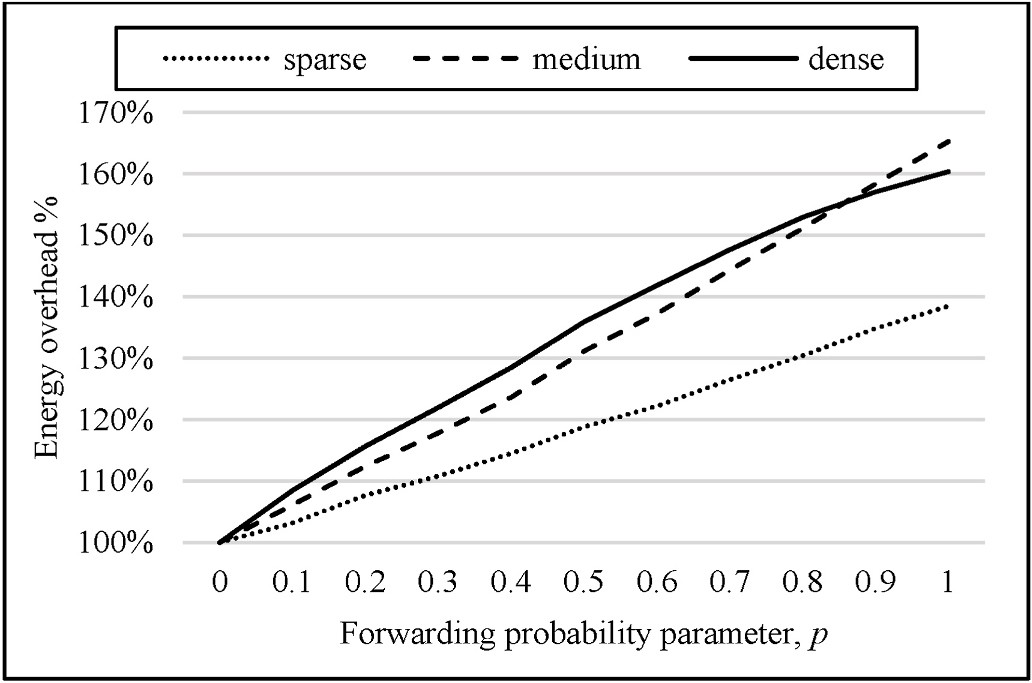 sparse medium dense
170%
160%
150%
140%
130%
120%
110%
100%
Energy overhead %
0 0.1 0.2 0.3 0.4 0.5 0.6 0.7 0.8 0.9 1
Forwarding probability parameter, p